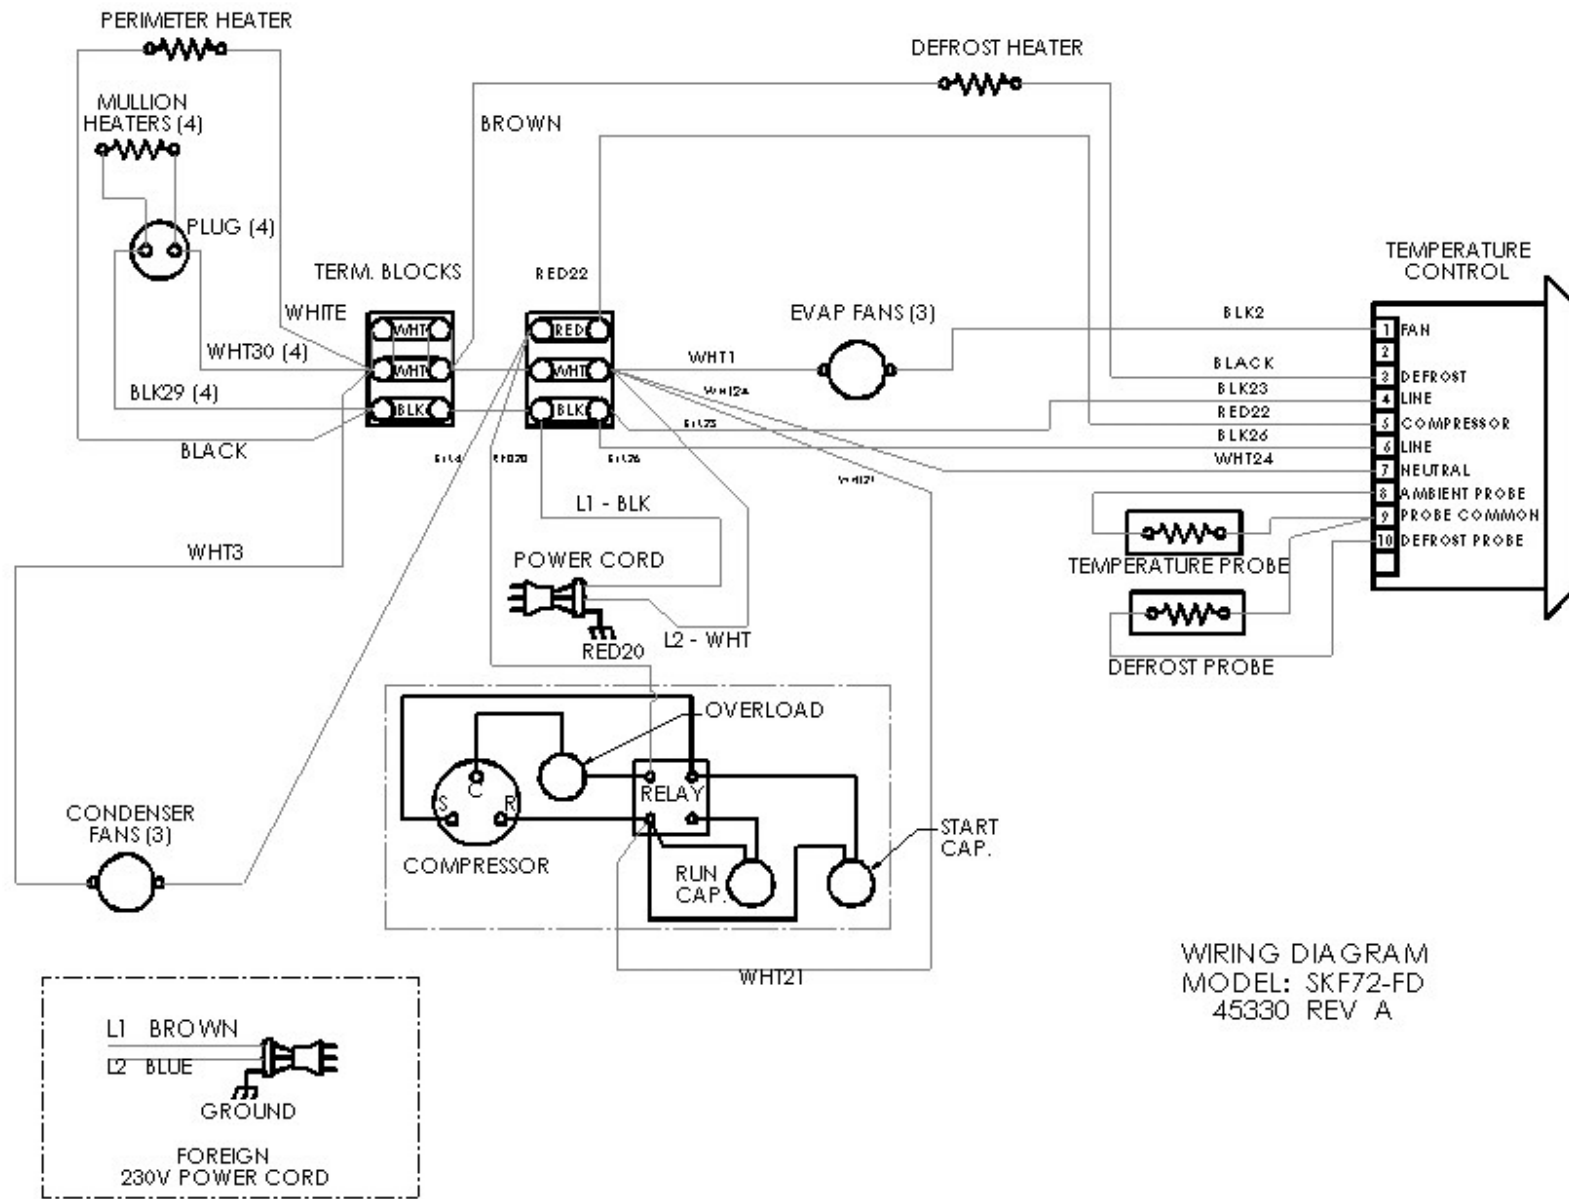 PERIMETER HEATER
DEFROST HEATER
MULLION
HEATERS (4)
BROWN
PLUG (4)
TERM. BLOCKS
RED22
TEMPERATURE
CONTROL
WHITE
EVAP FANS (3)
BLK2
WHT
RED
1 FAN
WHT30 (4)
WHT
WHT
WHT1
2
BLACK
3 DEFROST
BLK29 (4)
BLK
BLK
WHT24
BLK23
4 LINE
BLACK
BLK23
RED22
5 COMPRESSOR
RED20
BLK26
BLK26
6 LINE
WHT24
7 NEUTRAL
WHT21
8 AMBIENT PROBE
L1 - BLK
9 PROBE COMMON
10 DEFROST PROBE
WHT3
POWER CORD
TEMPERATURE PROBE
RED20
L2 - WHT
DEFROST PROBE
OVERLOAD
C
S
R
RELAY
CONDENSER
FANS (3)
COMPRESSOR
RUN
CAP.
START
CAP.
WHT21
WIRING DIAGRAM
MODEL: SKF72-FD
45330 REV A
L1 BROWN
L2 BLUE
GROUND
FOREIGN
230V POWER CORD